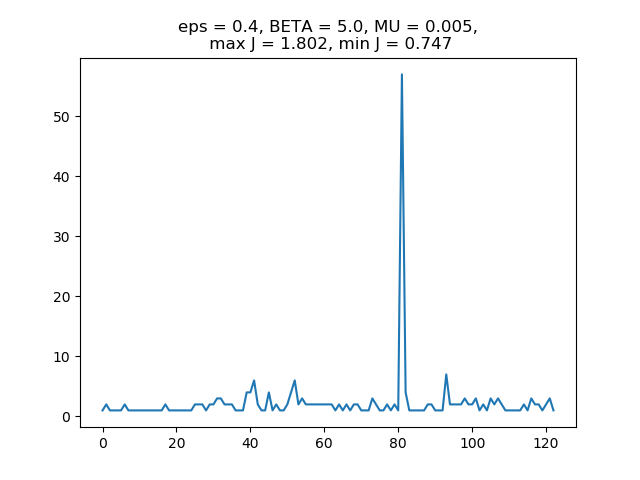 eps = 0.4, BETA = 5.0, MU = 0.005,
max J = 1.802, min J = 0.747
50
40
30
20
10
0
0 20 40 60 80 100 120